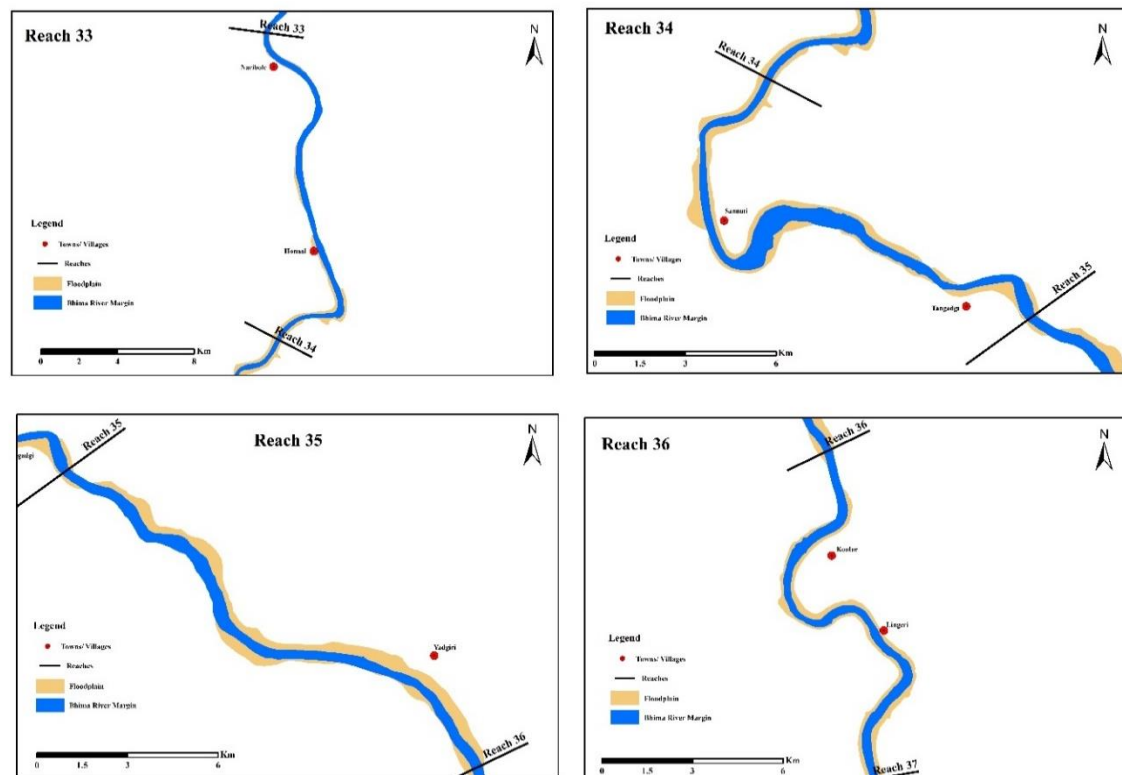 Reach 33
Reach 33
N
Naribole
Legend
Towns/ Villages
Reaches
Floodplain
Bhima River Margin
Reach 34
Km
0 2 4 8
Reach 34
N
Reach 34
Sannati
Legend
Towns/ Villages
Reaches
Floodplain
Bhima River Margin
Tangadgi
Reach 35
Km
0 1.5 3 6
Reach 35
Reach 35
N
Yadgiri
Legend
Towns/ Villages
Reaches
Floodplain
Bhima River Margin
Reach 36
Km
0 1.5 3 6
Reach 36
Reach 36
N
Lingeri
Legend
Towns/ Villages
Reaches
Floodplain
Bhima River Margin
Km
0 1.5 3 6
Reach 37